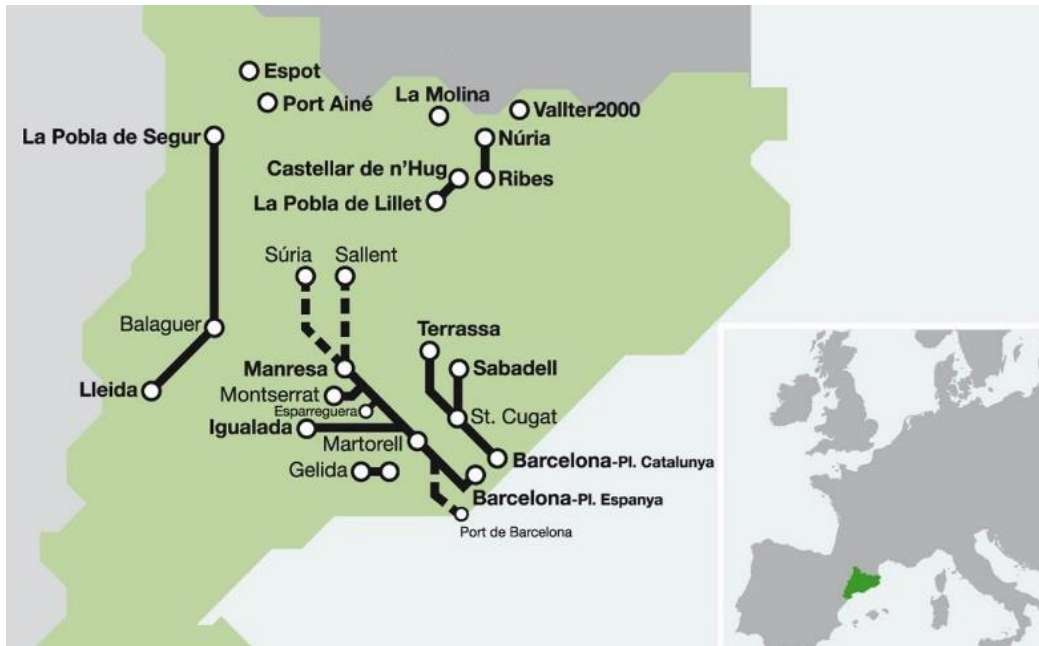 Espot
Port Ainé
La Molina
Vallter2000
La Pobla de Segur
Núria
Castellar de n'Hug
Ribes
La Pobla de Lillet
Súria
Sallent
Balaguer
Terrassa
Manresa
Sabadell
Lleida
Montserrat
Esparreguera
St. Cugat
Igualada
Martorell
Barcelona-Pl. Catalunya
Gelida
Barcelona-Pl. Espanya
Port de Barcelona